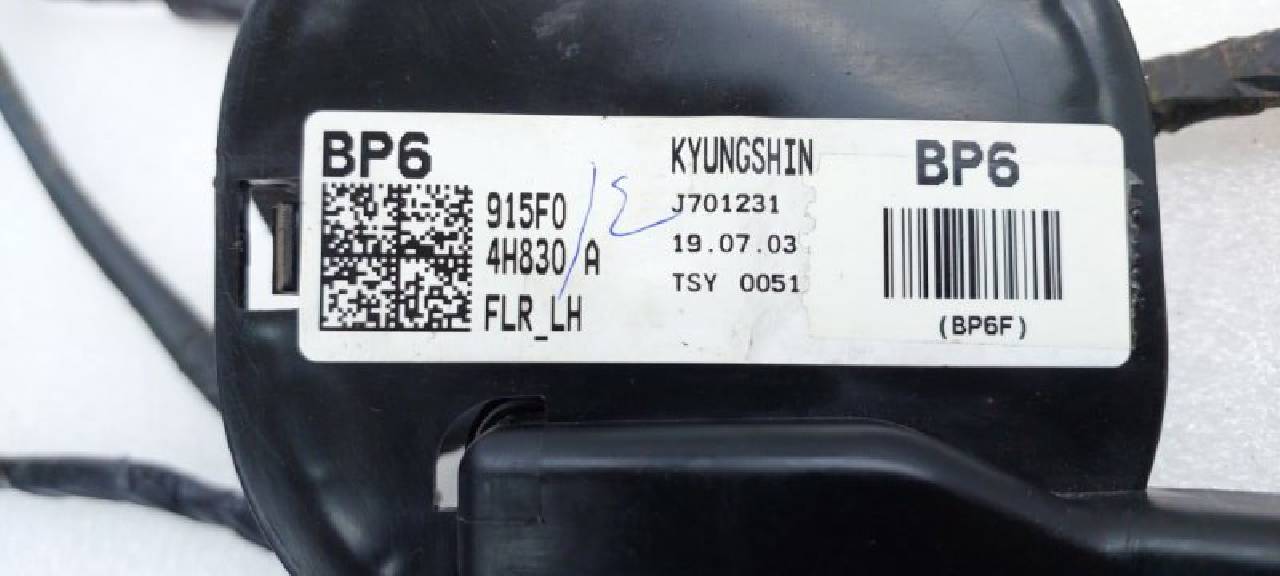 BP6
915F0
4H830/A
FLR_LH
KYUNGSHIN
J701231
19.07.03
TSY 0051
BP6
(BP6F)